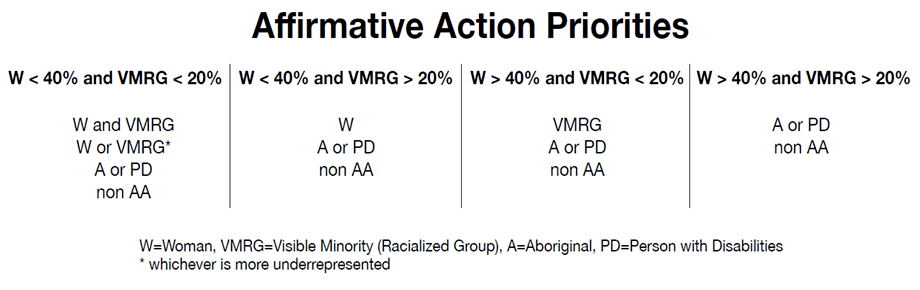 Affirmative Action Priorities
W < 40% and VMRG < 20%
W and VMRG
W or VMRG*
A or PD
non AA
W < 40% and VMRG > 20%
W
A or PD
non AA
W > 40% and VMRG < 20%
VMRG
A or PD
non AA
W > 40% and VMRG > 20%
A or PD
non AA
W=Woman, VMRG=Visible Minority (Racialized Group), A=Aboriginal, PD=Person with Disabilities
* whichever is more underrepresented